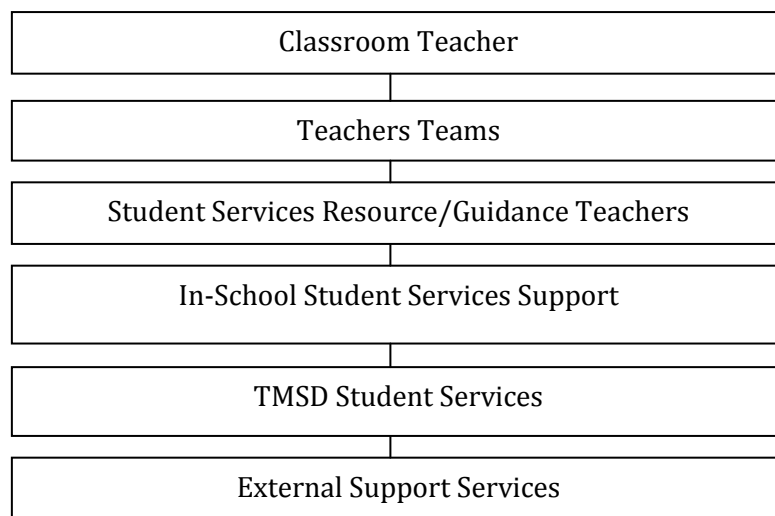 Classroom Teacher
Teachers Teams
Student Services Resource/Guidance Teachers
In-School Student Services Support
TMSD Student Services
External Support Services